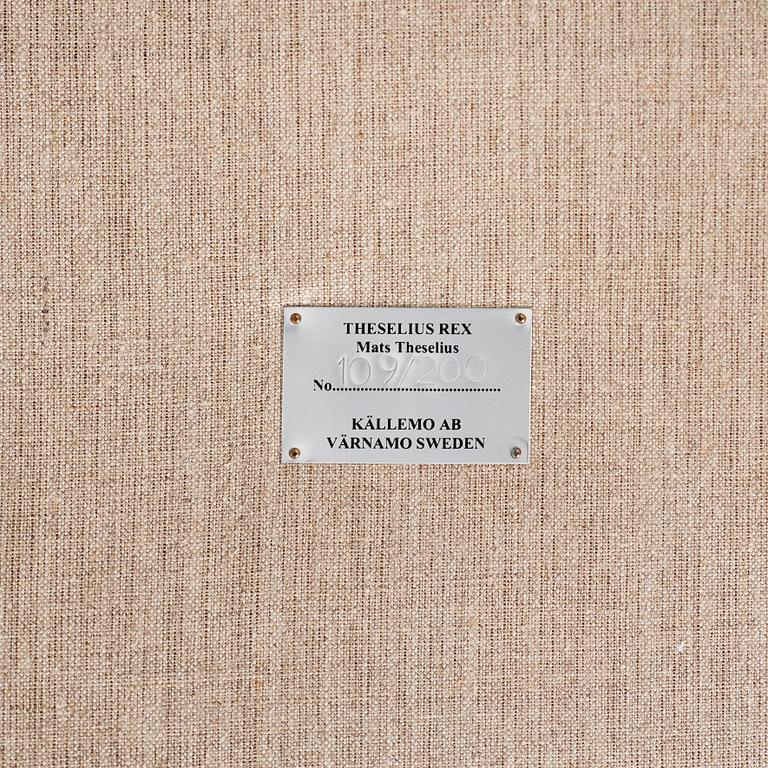 THESELIUS REX
Mats Theselius
109/200
No..........................................
KÄLLEMO AB
VÄRNAMO SWEDEN